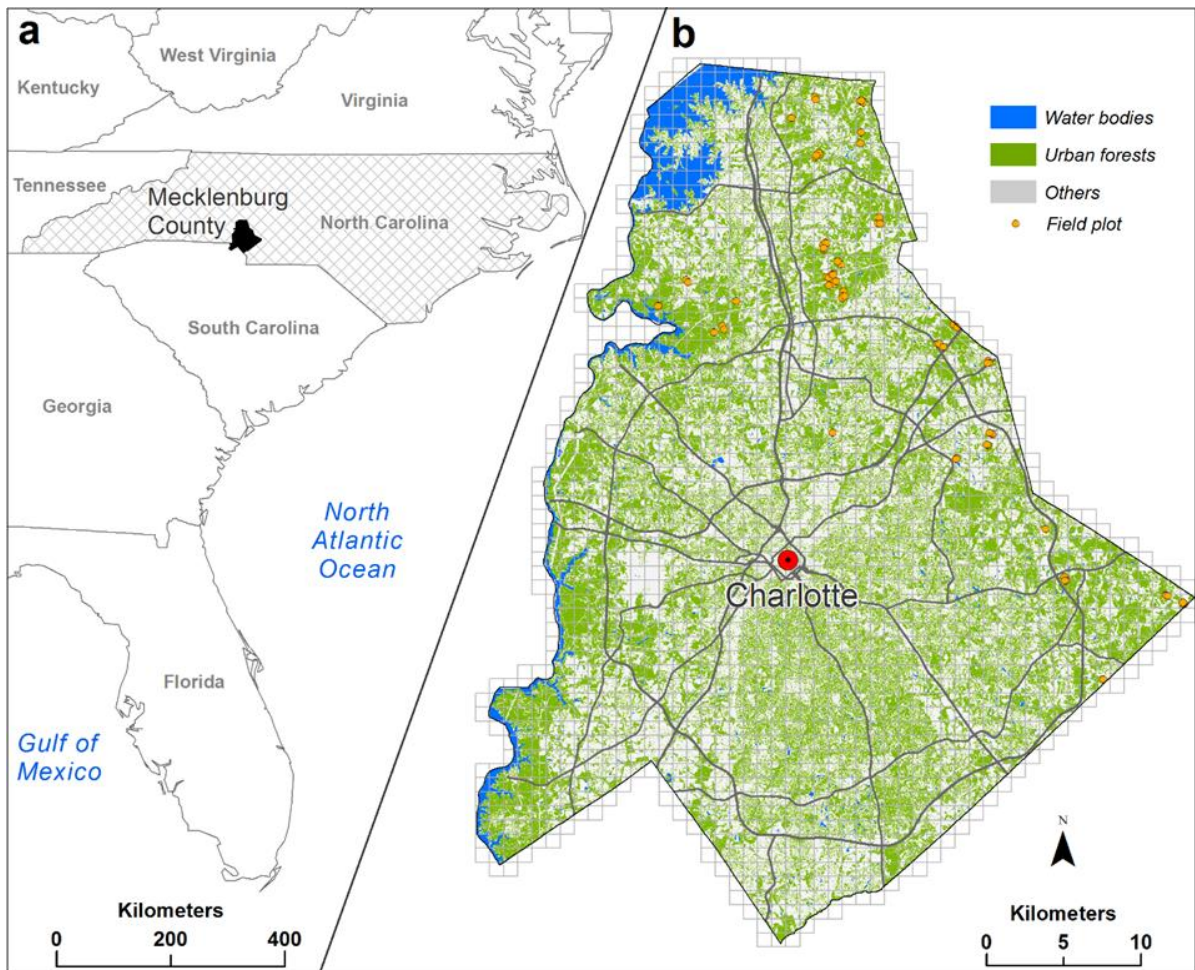 a
West Virginia
Kentucky
Virginia
Tennessee
Mecklenburg
County
North Carolina
South Carolina
Georgia
North
Atlantic
Ocean
Florida
Gulf of
Mexico
Kilometers
0 200 400
b
Water bodies
Urban forests
Others
Field plot
Charlotte
N
Kilometers
0 5 10